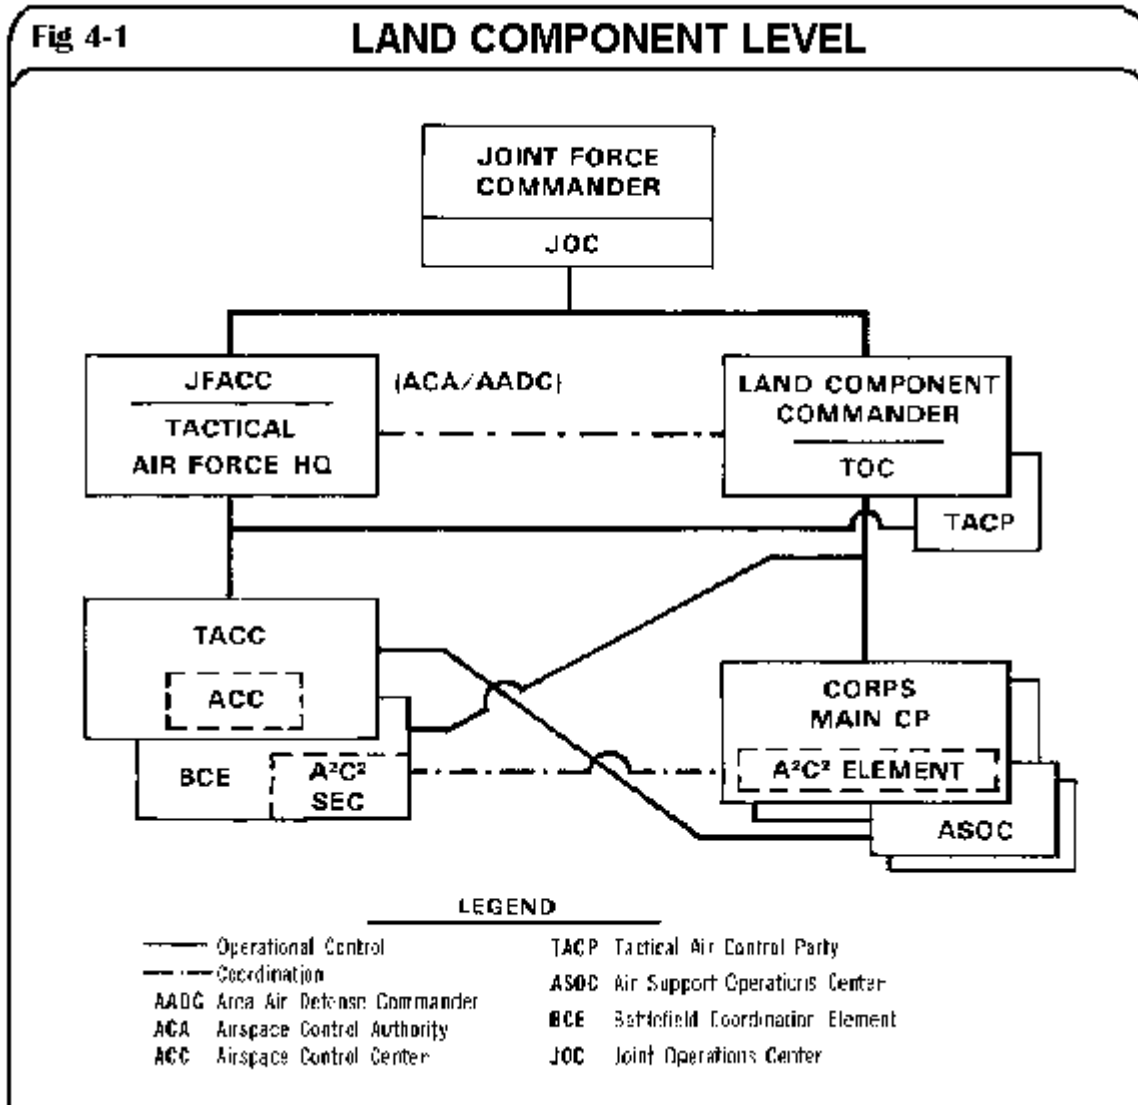 Fig 4-1
LAND COMPONENT LEVEL
JOINT FORCE
COMMANDER
JOC
JFACC
TACTICAL
AIR FORCE HQ
(ACA/AADC)
LAND COMPONENT
COMMANDER
TOC
TACP
TACC
ACC
BCE
A²C²
SEC
CORPS
MAIN CP
A²C² ELEMENT
ASOC
LEGEND
Operational Control
Coordination
AADC Area Air Defense Commander
ACA Airspace Control Authority
ACC Airspace Control Center
TACP Tactical Air Control Party
ASOC Air Support Operations Center
BCE Battlefield Coordination Element
JOC Joint Operations Center